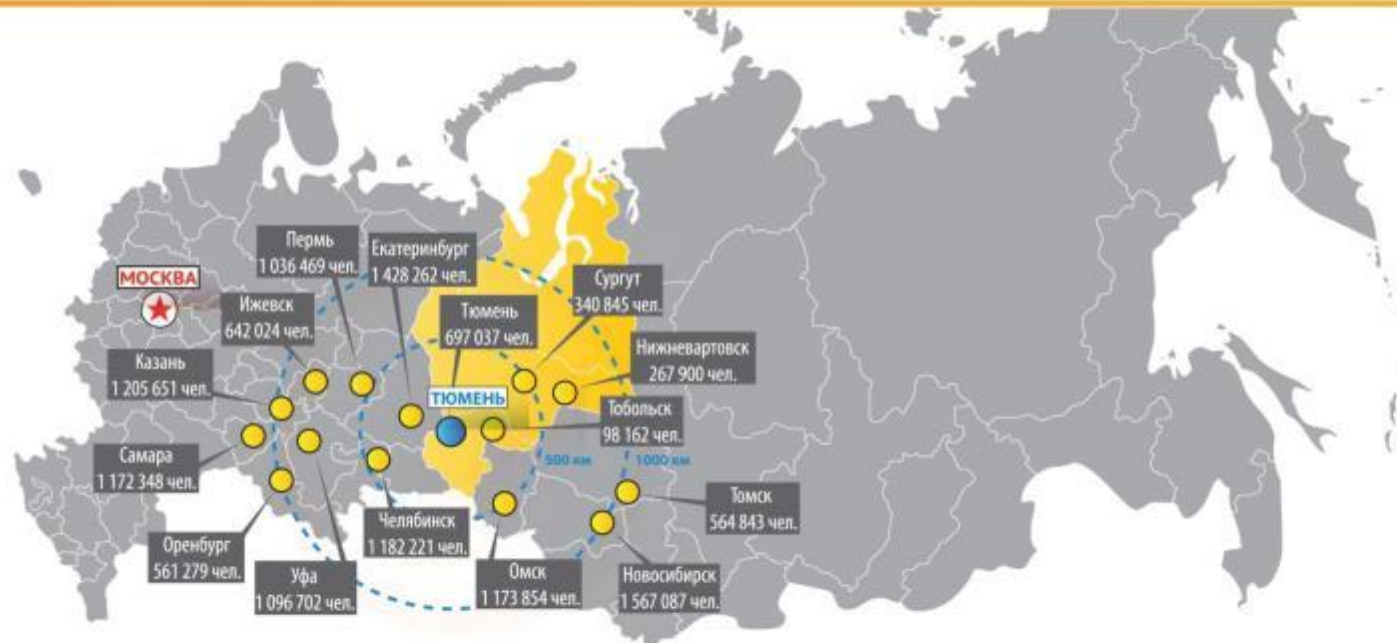 Пермь
1 036 469 чел.
Екатеринбург
1 428 262 чел.
Сургут
340 845 чел.
МОСКВА
Ижевск
642 024 чел.
Тюмень
697 037 чел.
Нижневартовск
267 900 чел.
Казань
1 205 651 чел.
ТЮМЕНЬ
Тобольск
98 162 чел.
Самара
1 172 348 чел.
500 км
1000 км
Томск
564 843 чел.
Челябинск
1 182 221 чел.
Оренбург
561 279 чел.
Уфа
1 096 702 чел.
Омск
1 173 854 чел.
Новосибирск
1 567 087 чел.